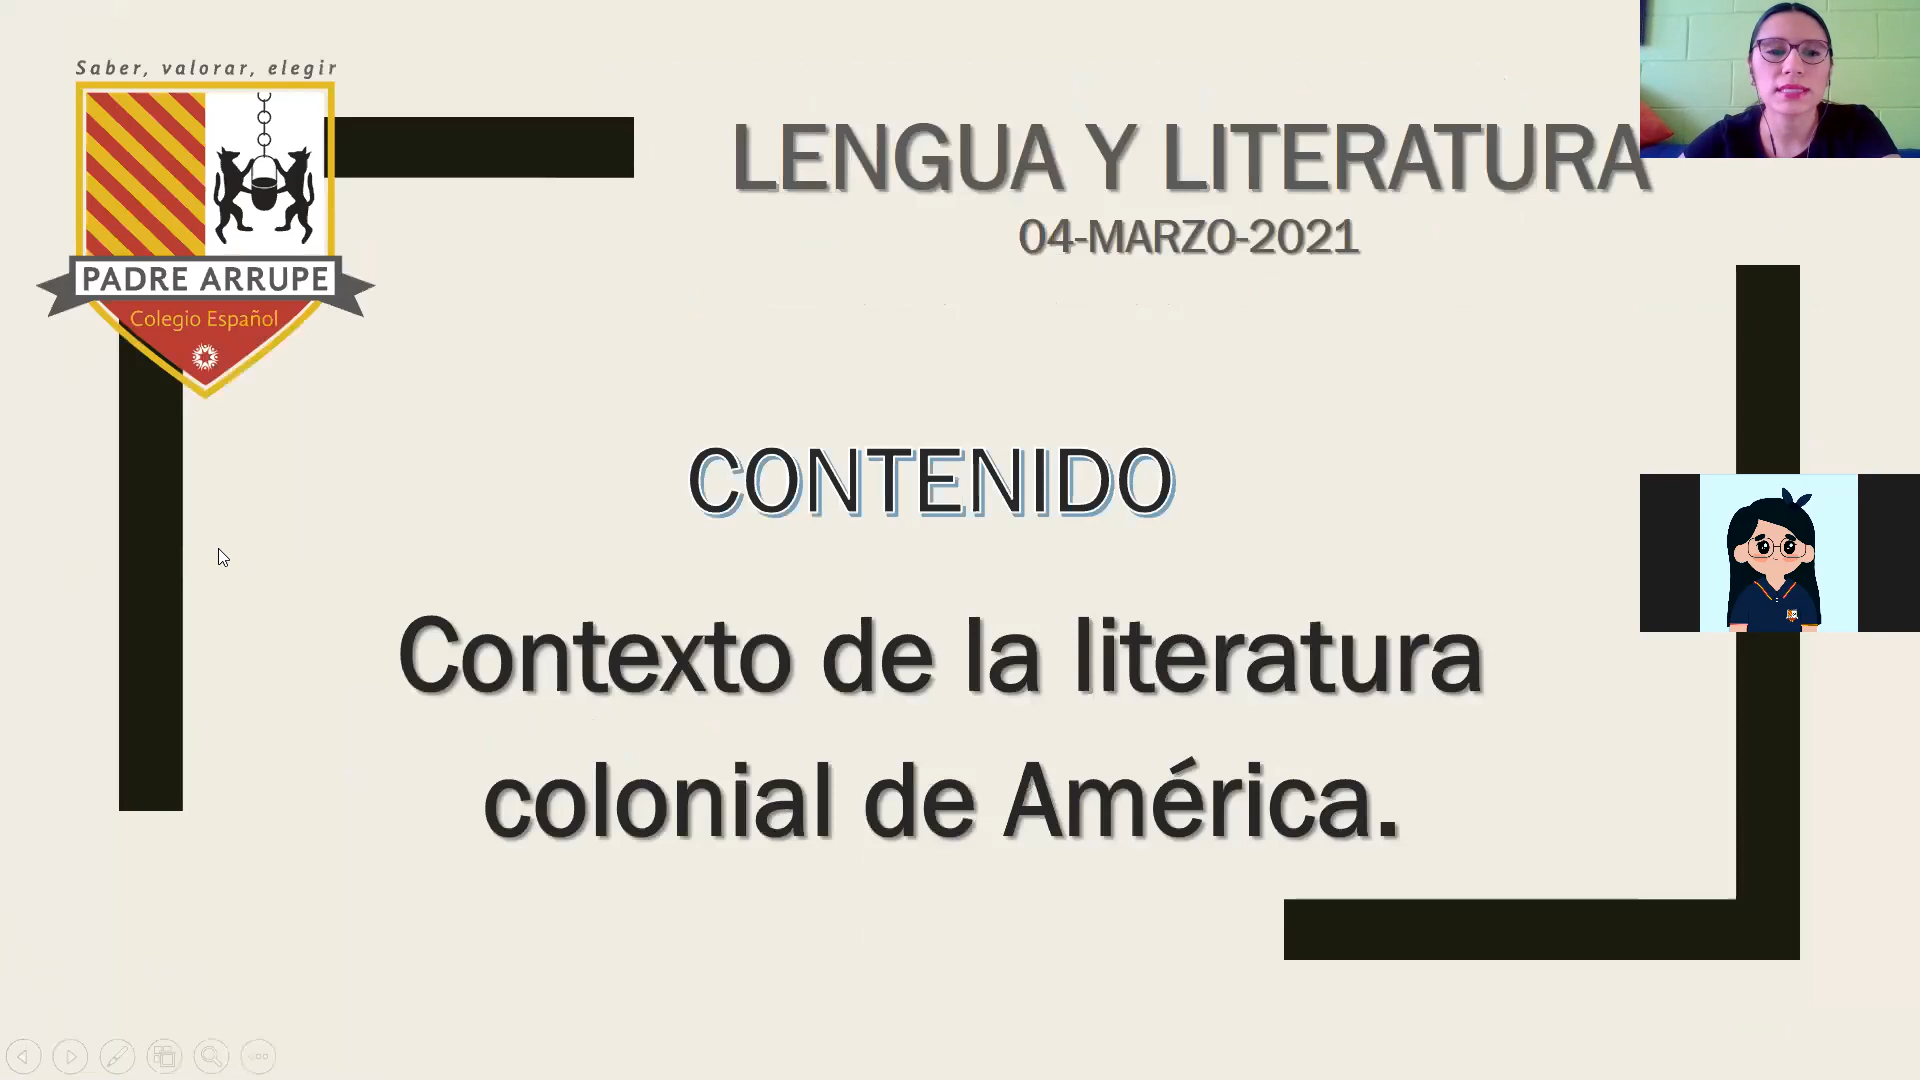 Saber, valorar, elegir
PADRE ARRUPE
Colegio Español
LENGUA Y LITERATURA
04-MARZO-2021
CONTENIDO
Contexto de la literatura
colonial de América.